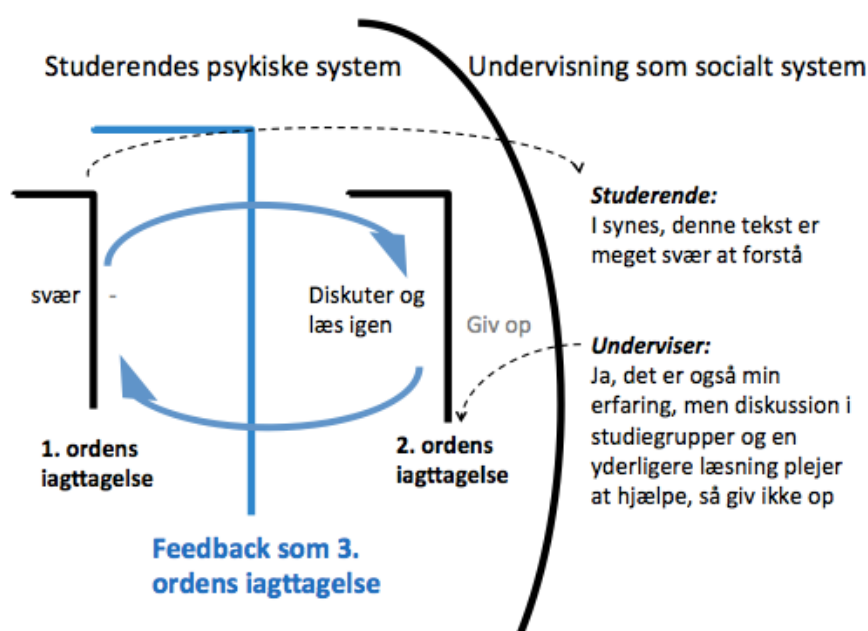 Studerendes psykiske system
Undervisning som socialt system
Studerende:
I synes, denne tekst er
meget svær at forstå
svær -
Diskuter og
læs igen
Giv op
Underviser:
Ja, det er også min
erfaring, men diskussion i
studiegrupper og en
yderligere læsning plejer
at hjælpe, så giv ikke op
1. ordens
iagttagelse
2. ordens
iagttagelse
Feedback som 3.
ordens iagttagelse